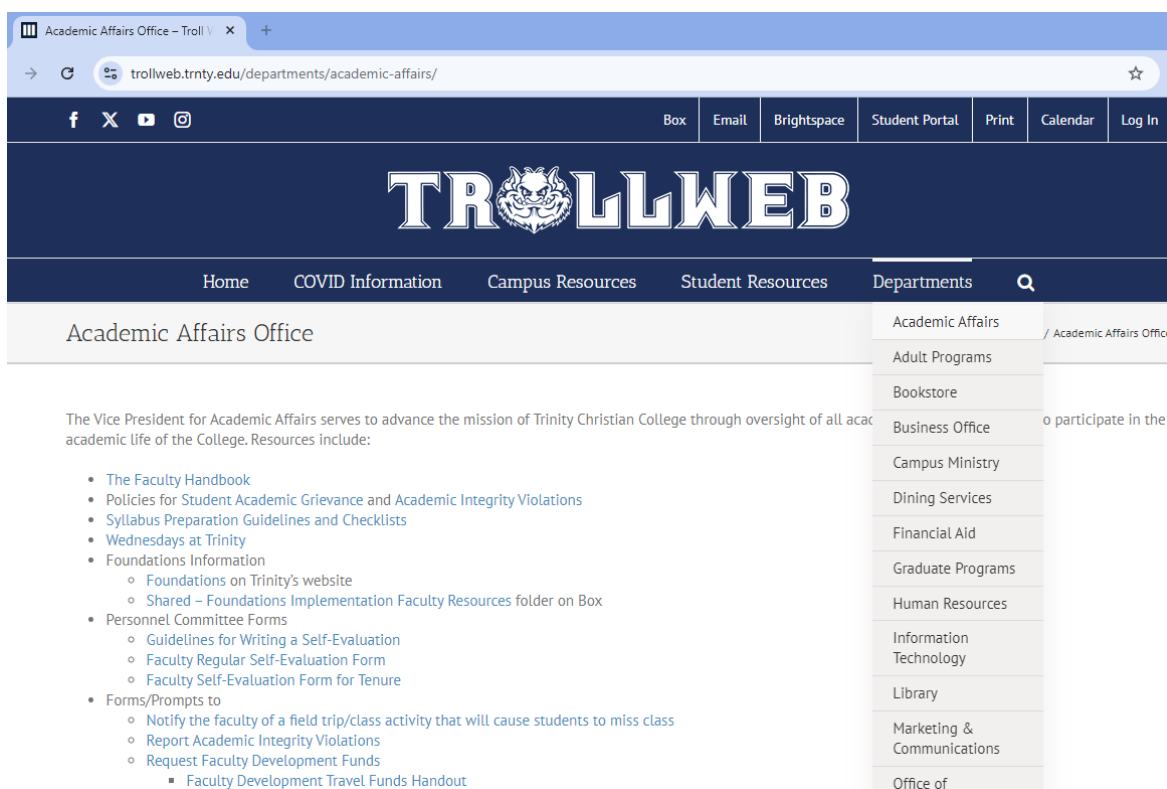 Academic Affairs Office – Troll
trollweb.trnty.edu/departments/academic-affairs/
Box Email Brightspace Student Portal Print Calendar Log In
TROLLWEB
Home COVID Information Campus Resources Student Resources Departments
Academic Affairs Office
/ Academic Affairs Office
Academic Affairs
Adult Programs
Bookstore
Business Office
Campus Ministry
Dining Services
Financial Aid
Graduate Programs
Human Resources
Information
Technology
Library
Marketing &
Communications
Office of
The Vice President for Academic Affairs serves to advance the mission of Trinity Christian College through oversight of all o participate in the
academic life of the College. Resources include:
• The Faculty Handbook
• Policies for Student Academic Grievance and Academic Integrity Violations
• Syllabus Preparation Guidelines and Checklists
• Wednesdays at Trinity
• Foundations Information
◦ Foundations on Trinity's website
◦ Shared – Foundations Implementation Faculty Resources folder on Box
• Personnel Committee Forms
◦ Guidelines for Writing a Self-Evaluation
◦ Faculty Regular Self-Evaluation Form
◦ Faculty Self-Evaluation Form for Tenure
• Forms/Prompts to
◦ Notify the faculty of a field trip/class activity that will cause students to miss class
◦ Report Academic Integrity Violations
◦ Request Faculty Development Funds
▪ Faculty Development Travel Funds Handout